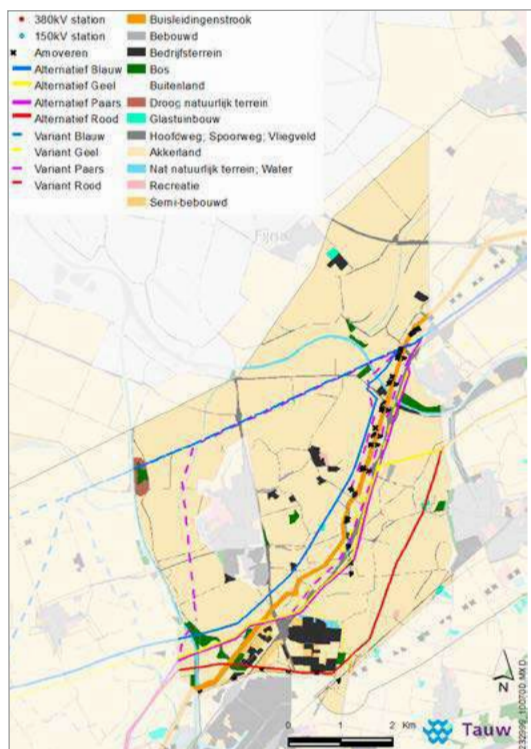 380kV station
150kV station
Amoveren
Alternatief Blauw
Alternatief Geel
Alternatief Paars
Alternatief Rood
Variant Blauw
Variant Geel
Variant Paars
Variant Rood
Buisleidingenstrook
Bebouwd
Bedrijfsterrein
Bos
Buitenland
Droog natuurlijk terrein
Glastuinbouw
Hoofdweg; Spoorweg; Vliegveld
Akkerland
Nat natuurlijk terrein; Water
Recreatie
Semi-bebouwd
Fijna
N
0 1 2 Km
Tauw